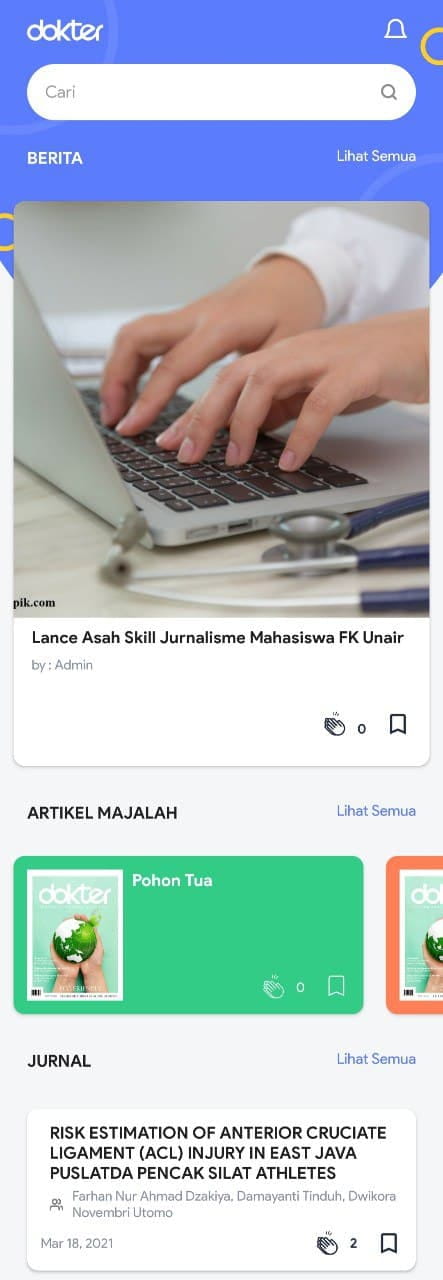 dokter
Cari
BERITA
Lihat Semua
pik.com
Lance Asah Skill Jurnalisme Mahasiswa FK Unair
by : Admin
0
ARTIKEL MAJALAH
Lihat Semua
dokter
Pohon Tua
0
dok
JURNAL
Lihat Semua
RISK ESTIMATION OF ANTERIOR CRUCIATE
LIGAMENT (ACL) INJURY IN EAST JAVA
PUSLATDA PENCAK SILAT ATHLETES
Farhan Nur Ahmad Dzakiya, Damayanti Tinduh, Dwikora
Novembri Utomo
Mar 18, 2021
2